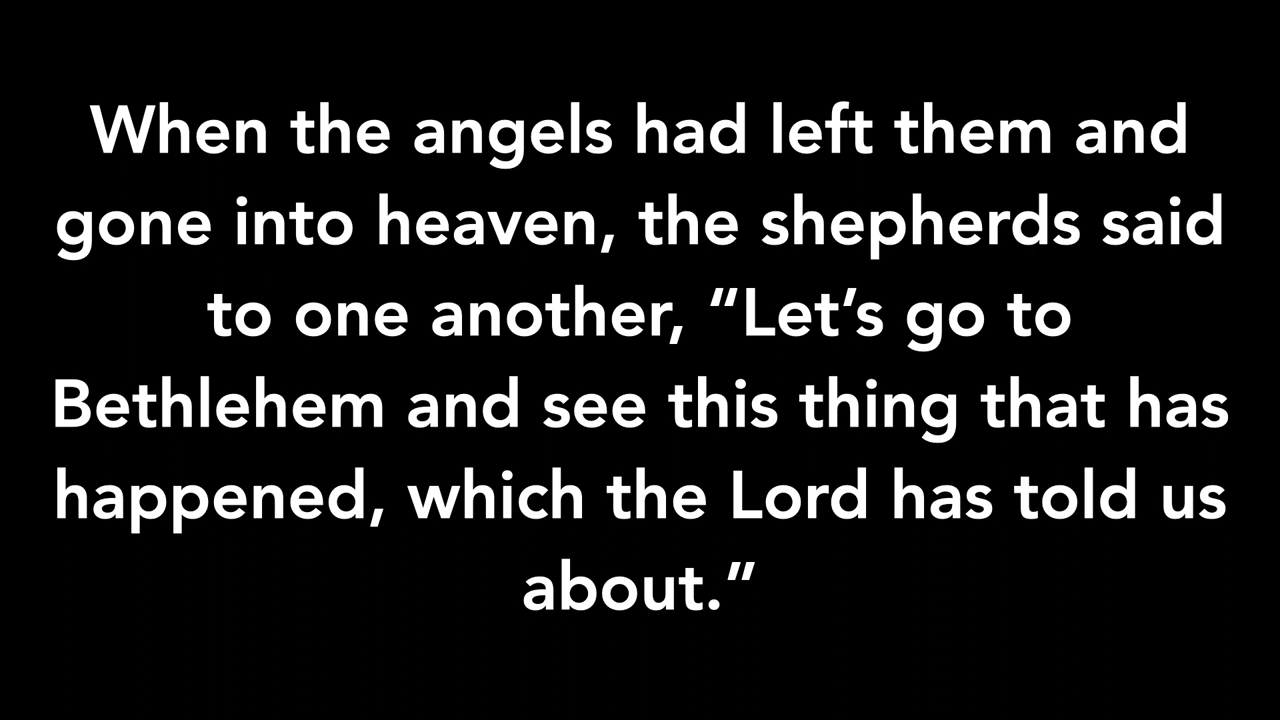 When the angels had left them and
gone into heaven, the shepherds said
to one another, “Let’s go to
Bethlehem and see this thing that has
happened, which the Lord has told us
about.”